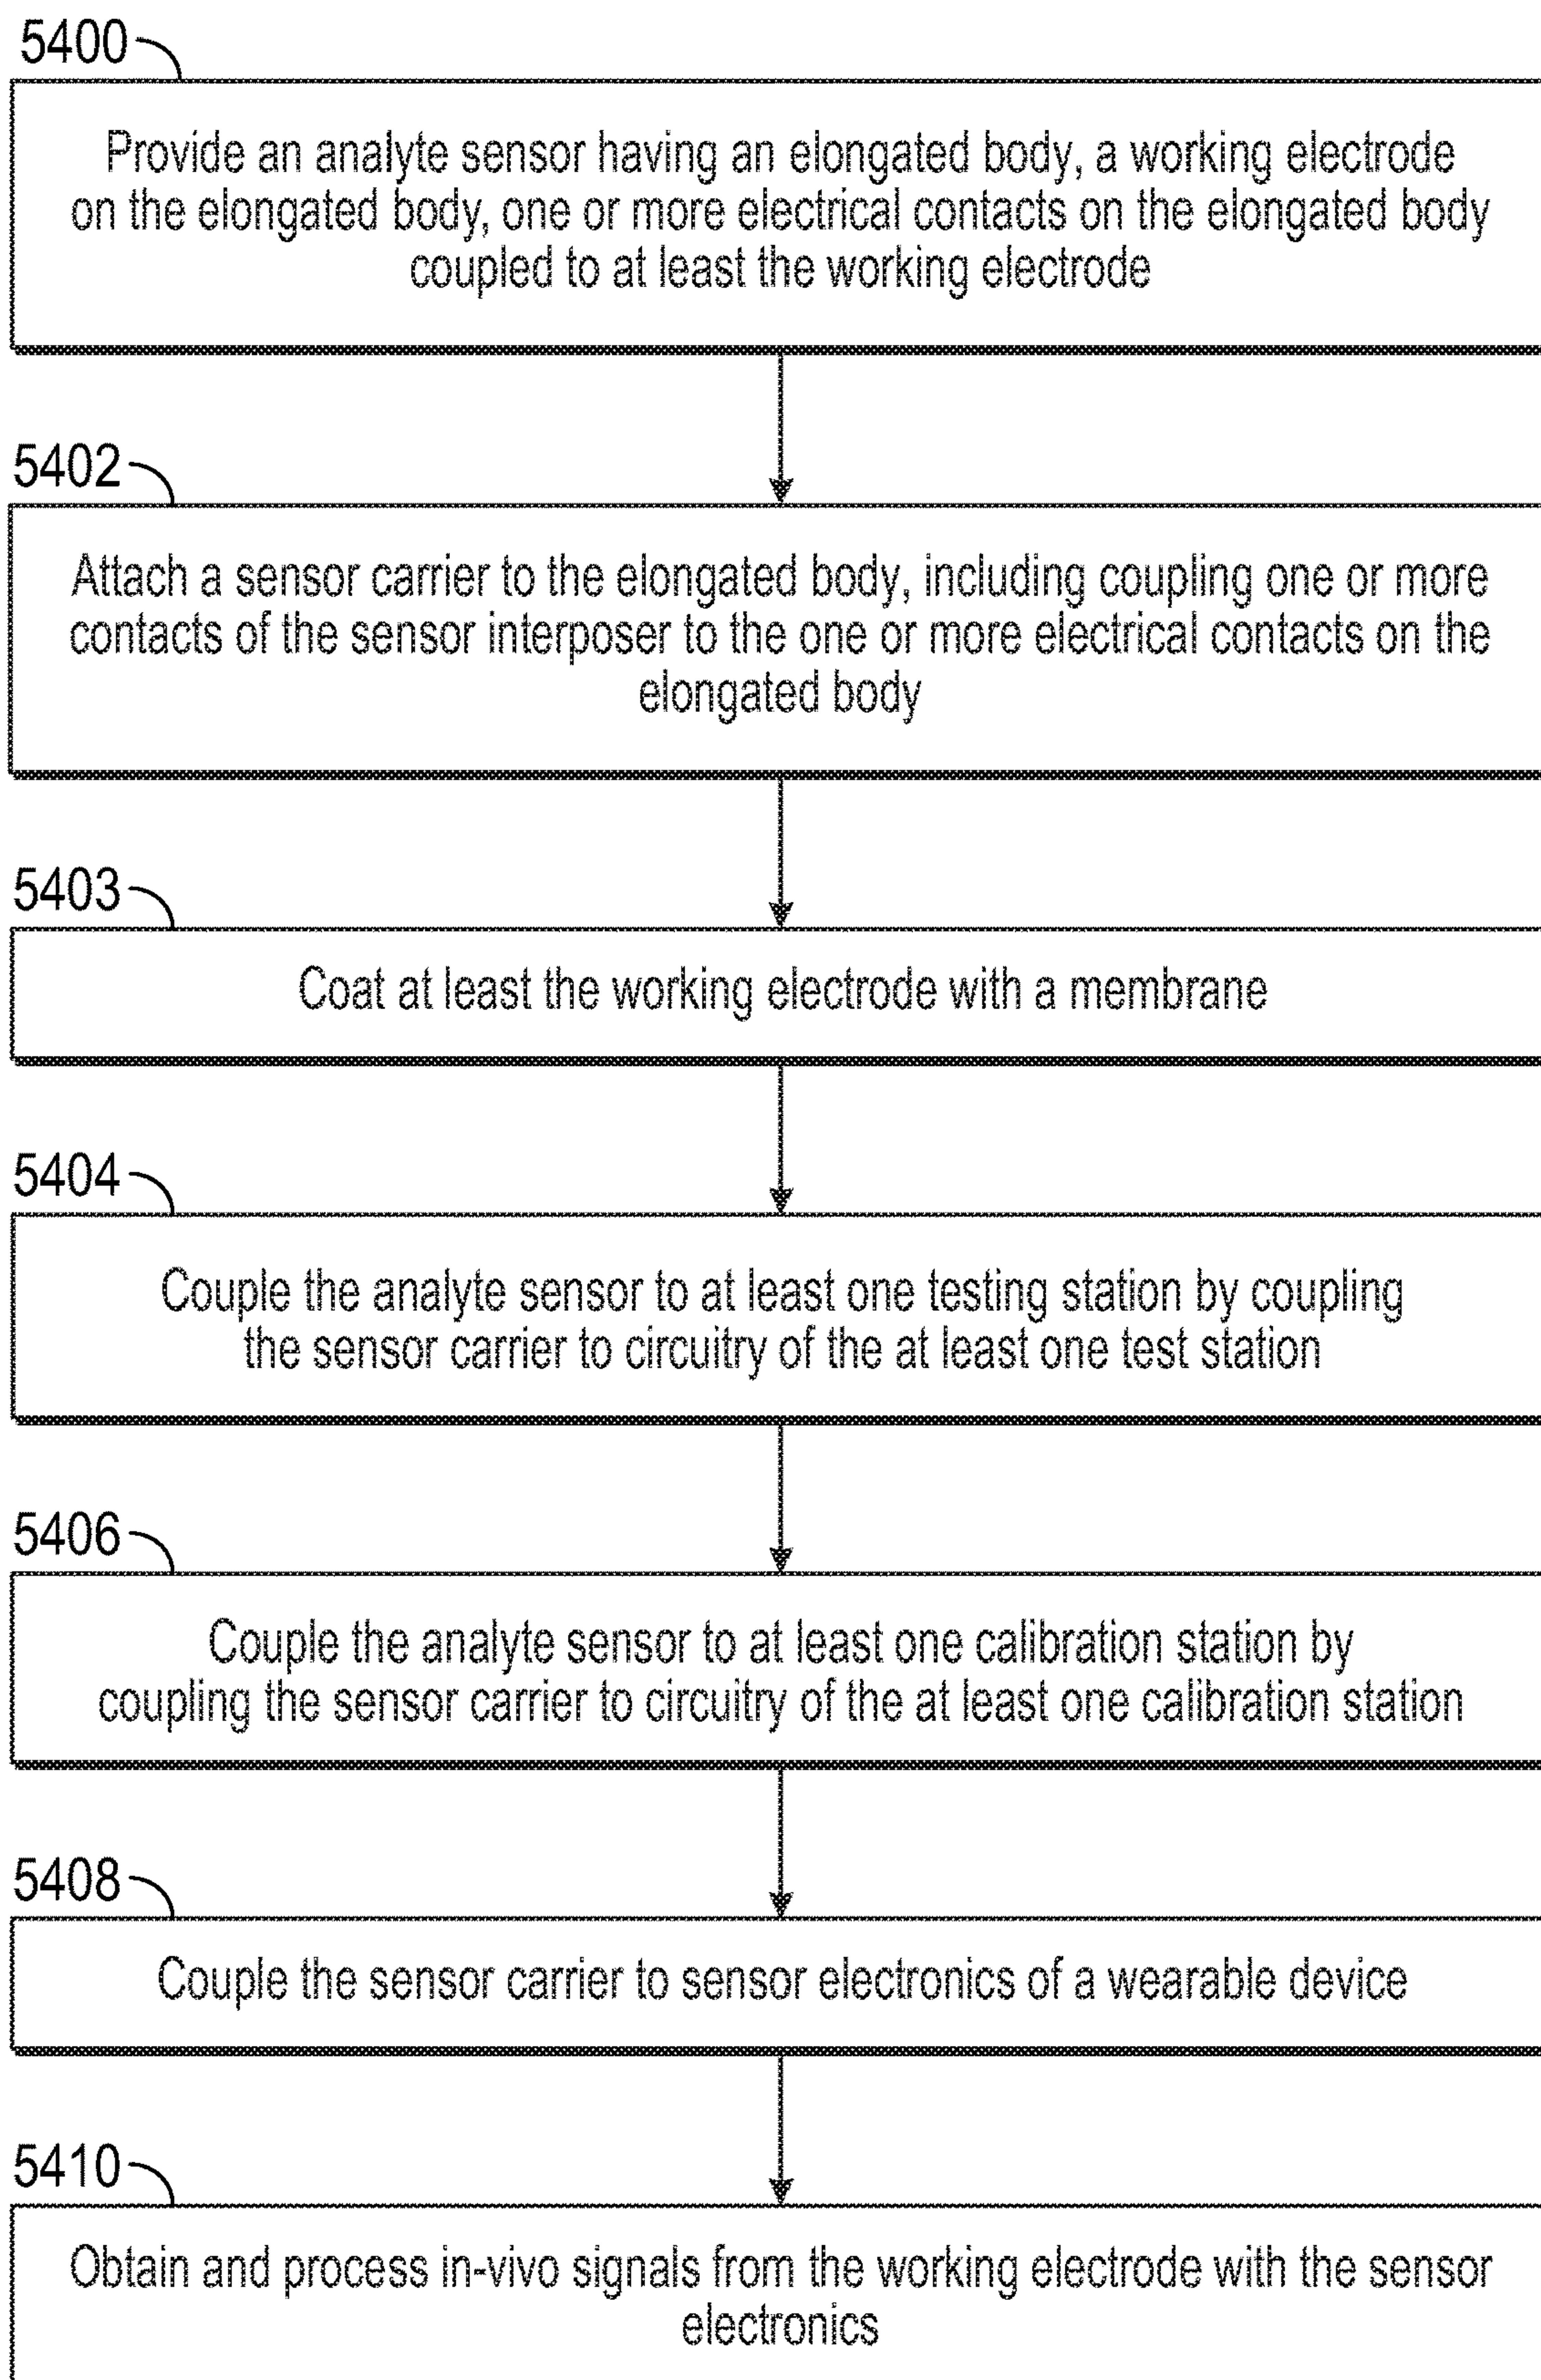 5400
Provide an analyte sensor having an elongated body, a working electrode
on the elongated body, one or more electrical contacts on the elongated body
coupled to at least the working electrode
5402
Attach a sensor carrier to the elongated body, including coupling one or more
contacts of the sensor interposer to the one or more electrical contacts on the
elongated body
5403
Coat at least the working electrode with a membrane
5404
Couple the analyte sensor to at least one testing station by coupling
the sensor carrier to circuitry of the at least one test station
5406
Couple the analyte sensor to at least one calibration station by
coupling the sensor carrier to circuitry of the at least one calibration station
5408
Couple the sensor carrier to sensor electronics of a wearable device
5410
Obtain and process in-vivo signals from the working electrode with the sensor
electronics